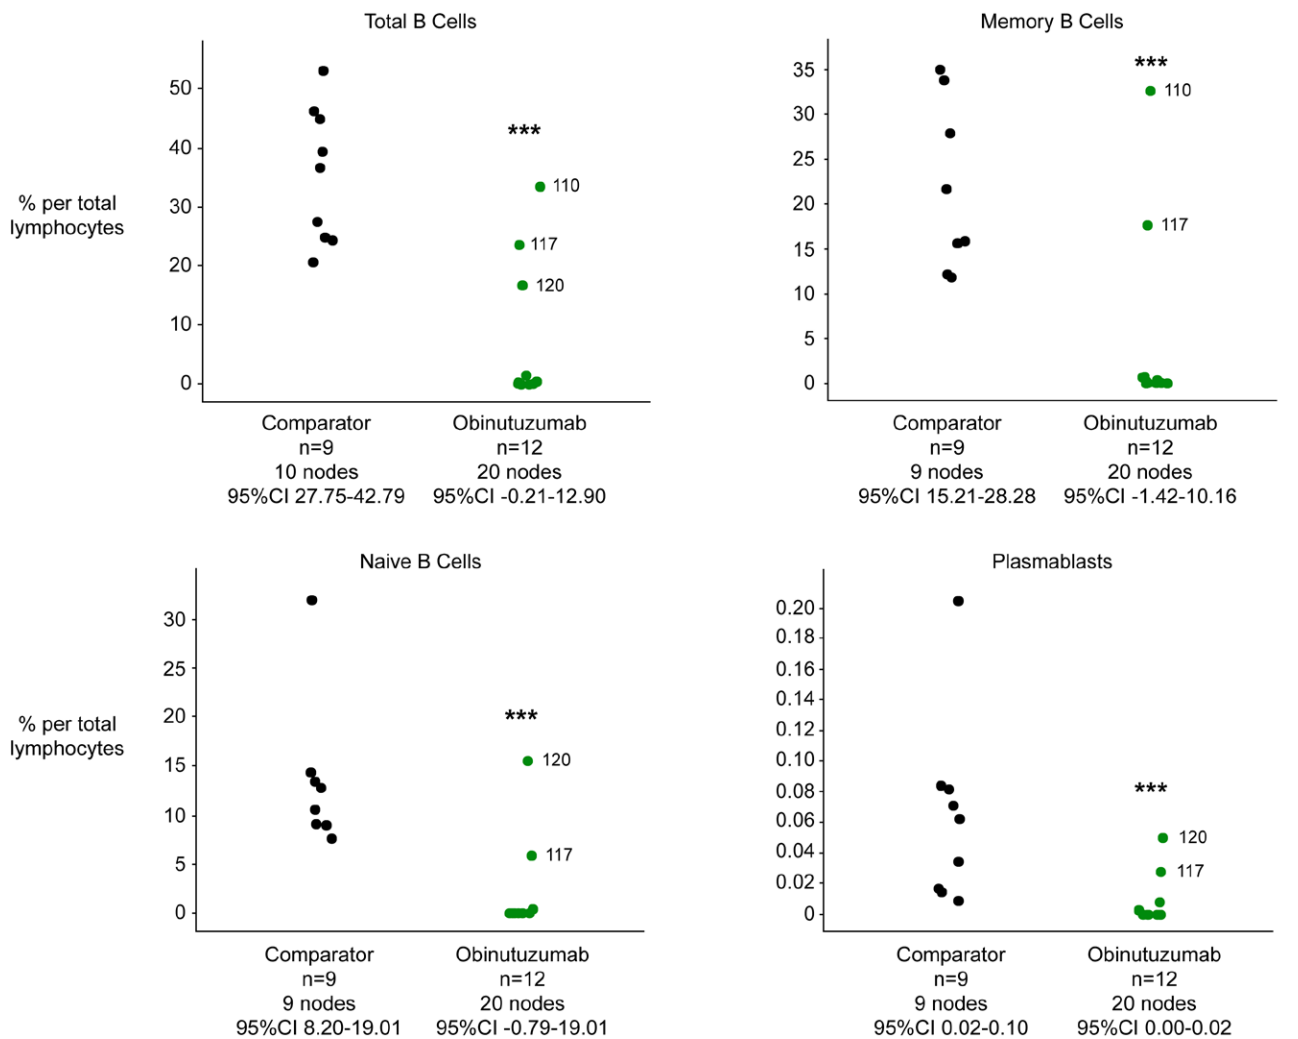 Total B Cells
% per total
lymphocytes
50
40
30
20
10
0
***
110
117
120
Comparator
n=9
10 nodes
95%CI 27.75-42.79
Obinutuzumab
n=12
20 nodes
95%CI -0.21-12.90
Memory B Cells
35
30
25
20
15
10
5
0
***
110
117
Comparator
n=9
9 nodes
95%CI 15.21-28.28
Obinutuzumab
n=12
20 nodes
95%CI -1.42-10.16
Naive B Cells
% per total
lymphocytes
30
25
20
15
10
5
0
***
120
117
Comparator
n=9
9 nodes
95%CI 8.20-19.01
Obinutuzumab
n=12
20 nodes
95%CI -0.79-19.01
Plasmablasts
0.20
0.18
0.16
0.14
0.12
0.10
0.08
0.06
0.04
0.02
0
***
120
117
Comparator
n=9
9 nodes
95%CI 0.02-0.10
Obinutuzumab
n=12
20 nodes
95%CI 0.00-0.02